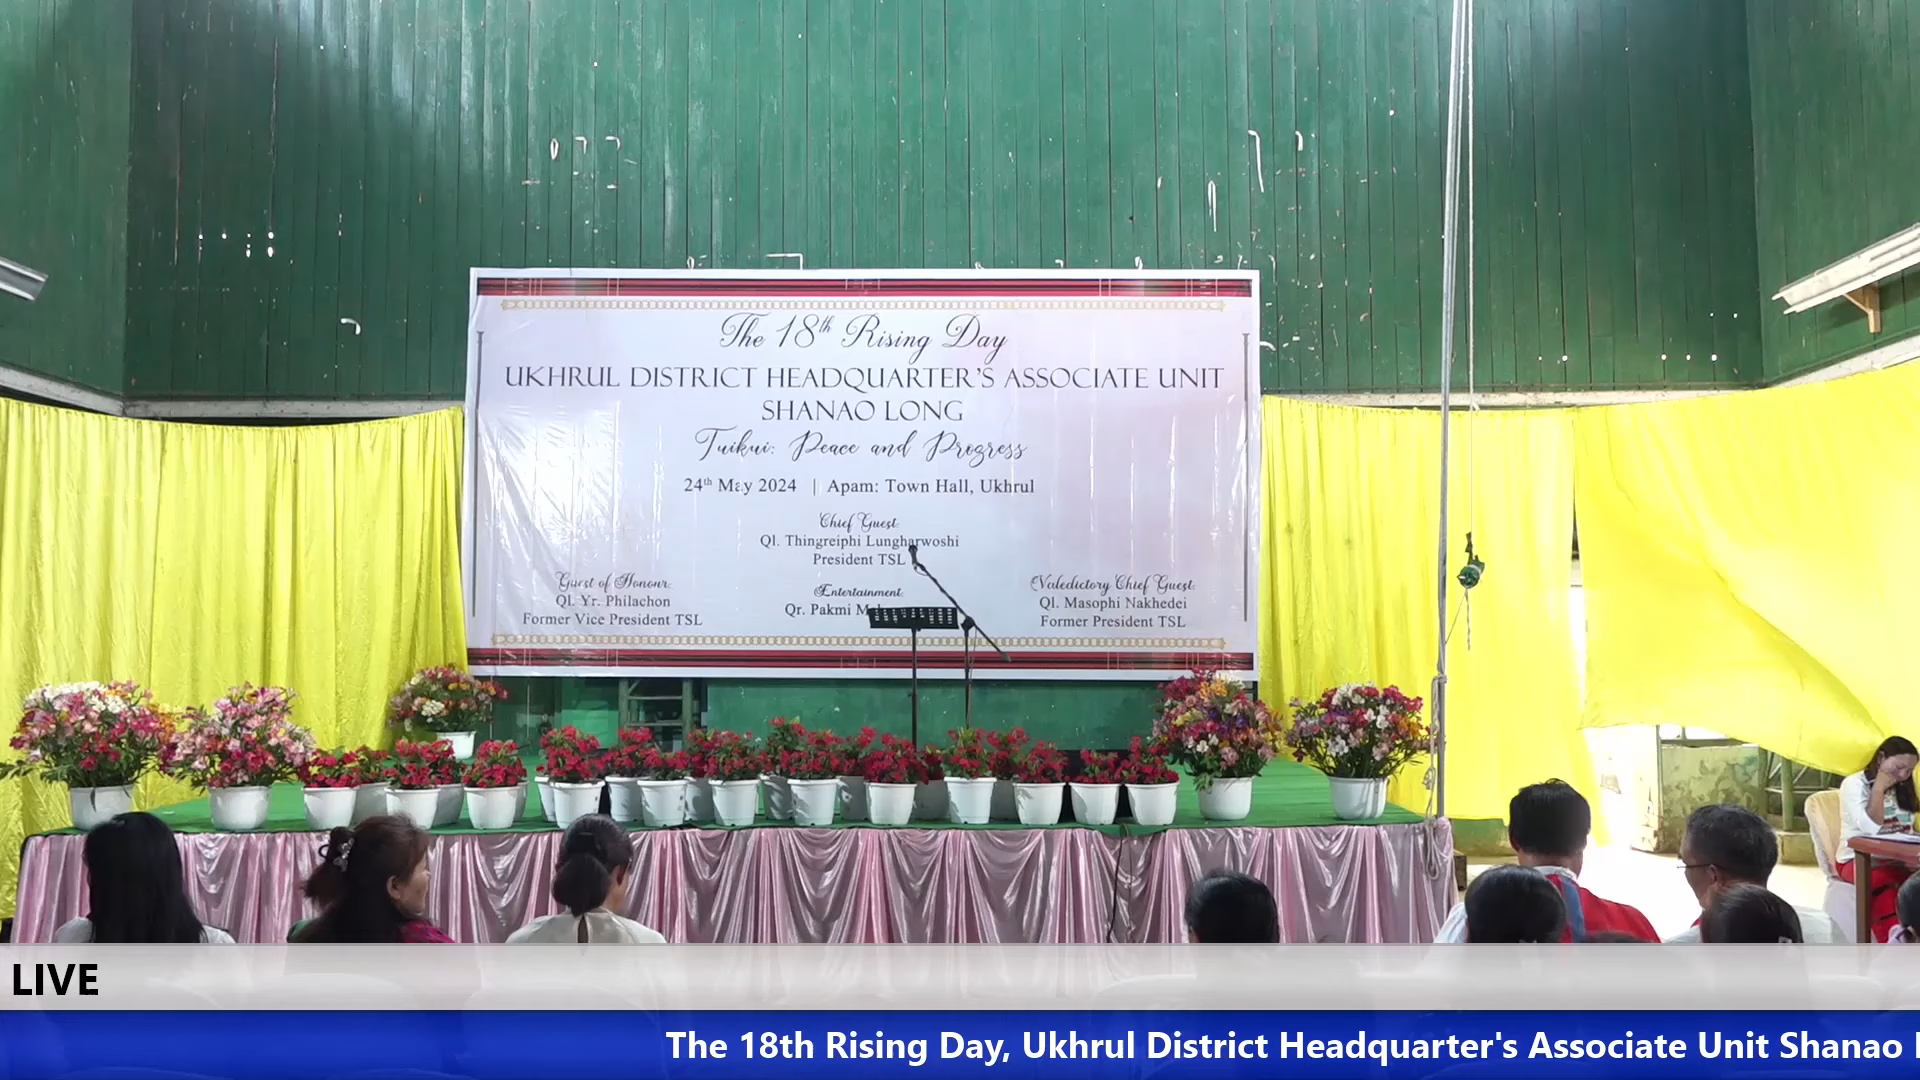 The 18th Rising Day
UKHRUL DISTRICT HEADQUARTER'S ASSOCIATE UNIT
SHANAO LONG
Tuikui: Peace and Progress
24th May 2024 | Apam: Town Hall, Ukhrul
Chief Guest:
Ql. Thingreiphi Lungharwoshi
President TSL
Guest of Honour:
Ql. Yr. Philachon
Former Vice President TSL
Entertainment:
Qr. Pakmi
Valedictory Chief Guest:
Ql. Masophi Nakhedei
Former President TSL
LIVE
The 18th Rising Day, Ukhrul District Headquarter's Associate Unit Shanao